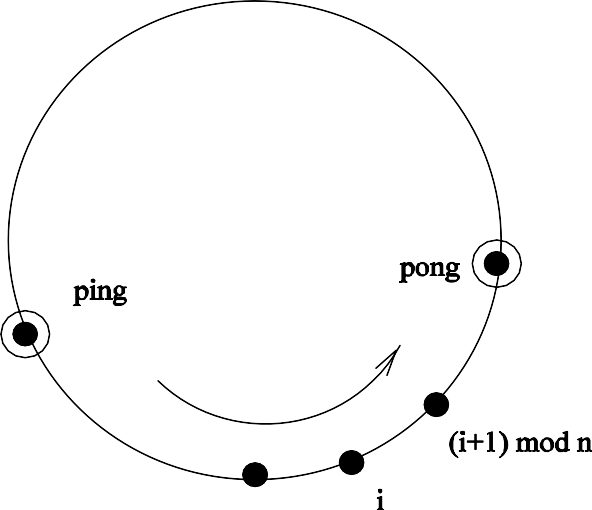 pong
ping
(i+1) mod n
i